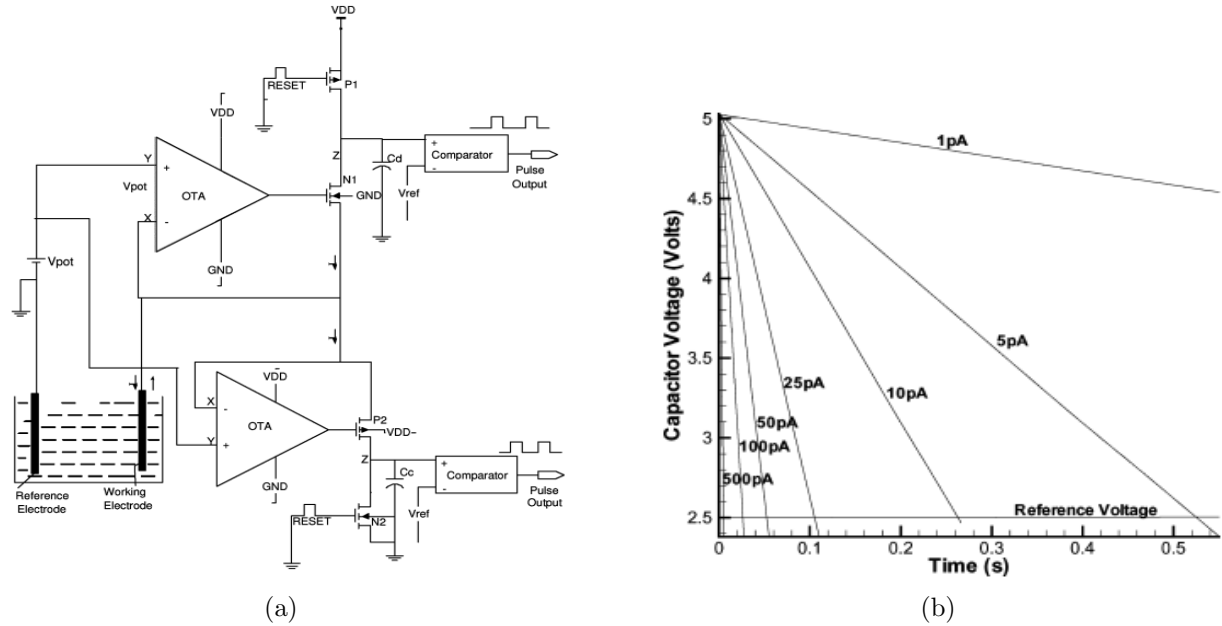 VDD
RESET
P1
VDD
Y
+
Vpot
OTA
X
-
GND
Z
N1
GND
Cd
+
Comparator
-
Vref
Pulse
Output
Vpot
VDD
X
-
OTA
Y
+
GND
P2
VDD
Z
Cc
+
Comparator
-
Vref
Pulse
Output
RESET
N2
Reference
Electrode
Working
Electrode
(a)
Capacitor Voltage (Volts)
5
4.5
4
3.5
3
2.5
1pA
5pA
10pA
25pA
50pA
100pA
500pA
Reference Voltage
0
0.1
0.2
0.3
0.4
0.5
Time (s)
(b)